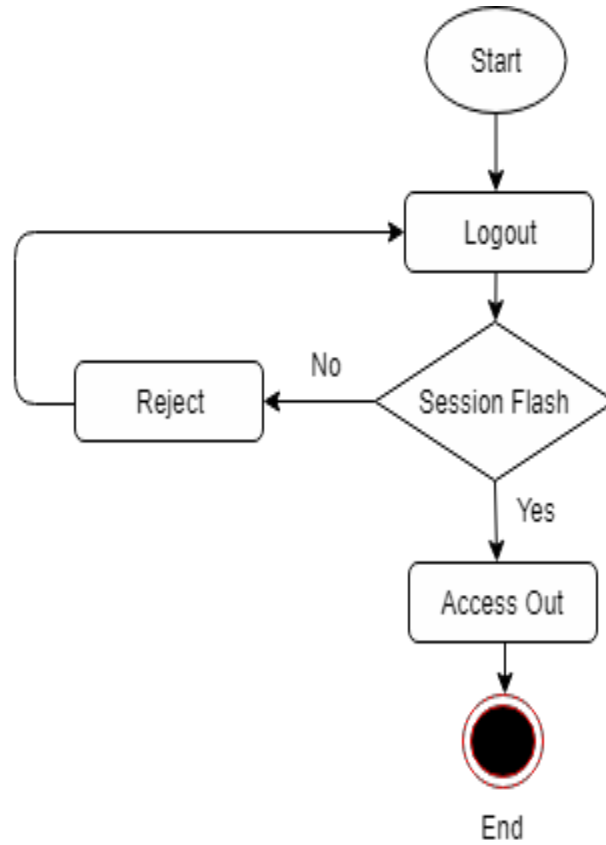 Start
Logout
No
Reject
Session Flash
Yes
Access Out
End